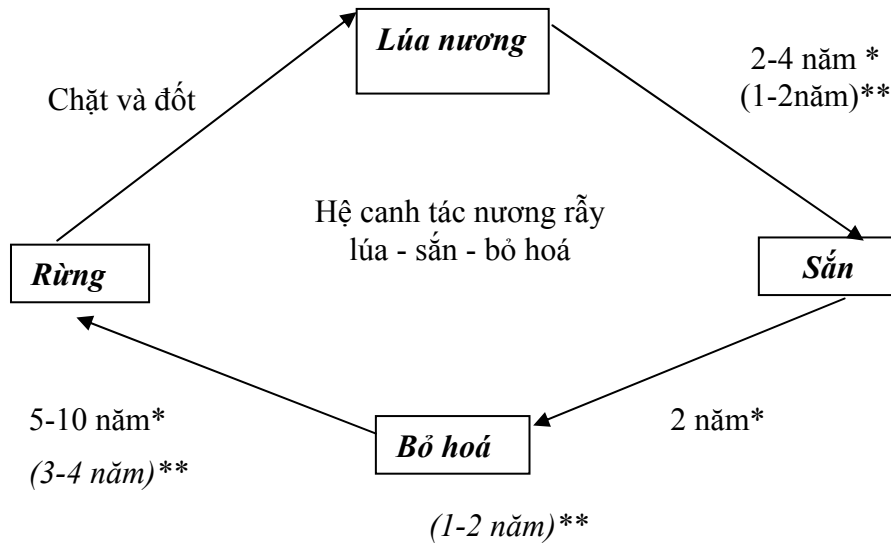 Lúa nương
2-4 năm *
(1-2năm)**
Chặt và đốt
Hệ canh tác nương rẫy
lúa - sắn - bỏ hoá
Rừng
Sắn
5-10 năm*
(3-4 năm)**
2 năm*
Bỏ hoá
(1-2 năm)**